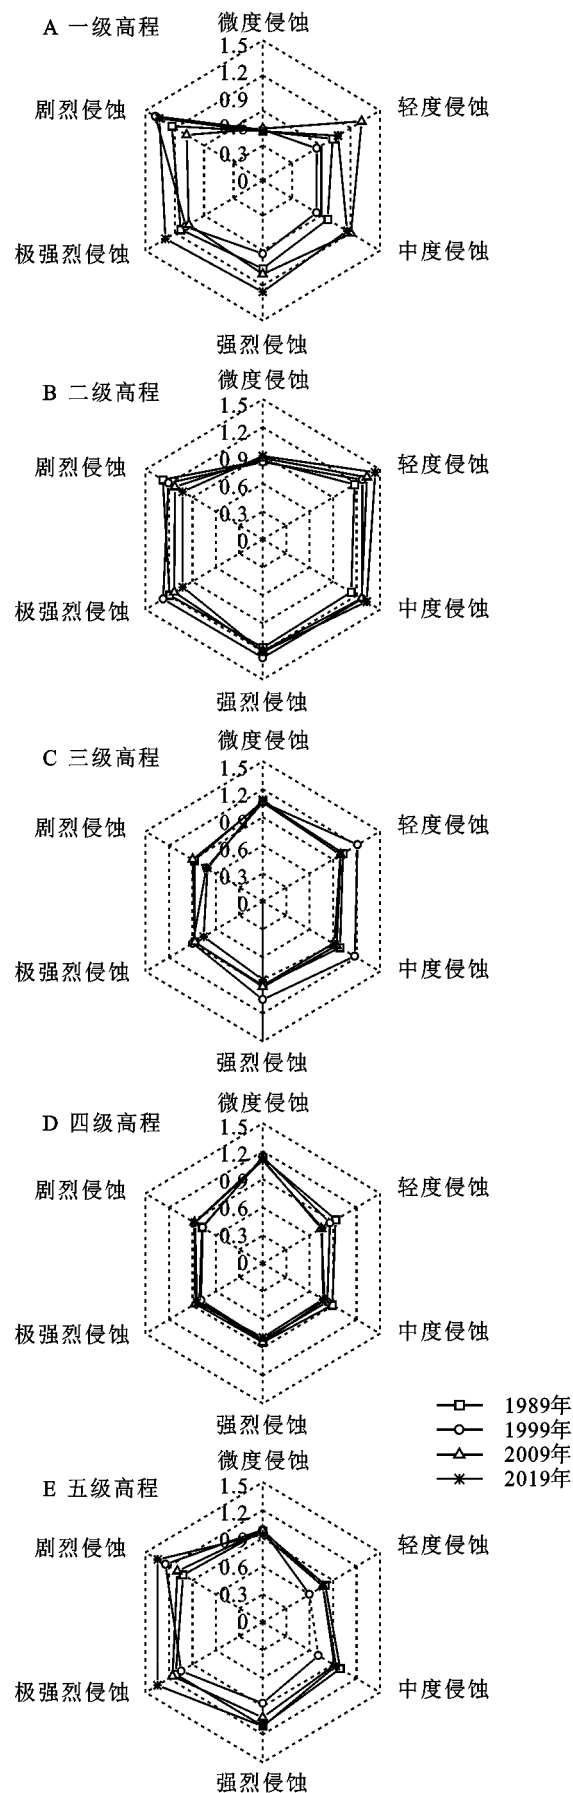 A 一级高程
微度侵蚀
1.5
1.2
0.9
0.6
0.3
0
剧烈侵蚀
轻度侵蚀
极强烈侵蚀
中度侵蚀
强烈侵蚀
B 二级高程
微度侵蚀
1.5
1.2
0.9
0.6
0.3
0
剧烈侵蚀
轻度侵蚀
极强烈侵蚀
中度侵蚀
强烈侵蚀
C 三级高程
微度侵蚀
1.5
1.2
0.9
0.6
0.3
0
剧烈侵蚀
轻度侵蚀
极强烈侵蚀
中度侵蚀
强烈侵蚀
D 四级高程
微度侵蚀
1.5
1.2
0.9
0.6
0.3
0
剧烈侵蚀
轻度侵蚀
极强烈侵蚀
中度侵蚀
强烈侵蚀
1989年
1999年
2009年
2019年
E 五级高程
微度侵蚀
1.5
1.2
0.9
0.6
0.3
0
剧烈侵蚀
轻度侵蚀
极强烈侵蚀
中度侵蚀
强烈侵蚀